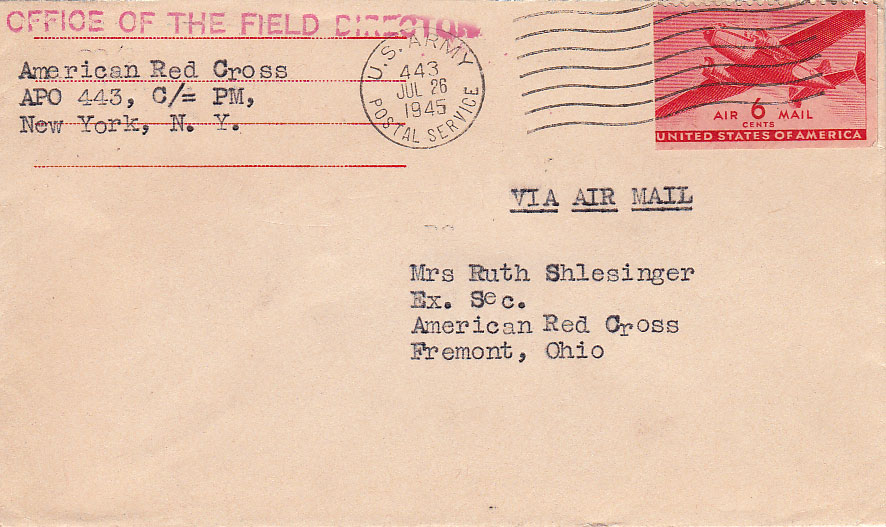 OFFICE OF THE FIELD DIRECTOR
American Red Cross
APO 443, C/= PM,
New York, N. Y.
U.S. ARMY
443
JUL 26
1945
POSTAL SERVICE
AIR 6 MAIL
CENTS
UNITED STATES OF AMERICA
VIA AIR MAIL
Mrs Ruth Shlesinger
Ex. Sec.
American Red Cross
Fremont, Ohio